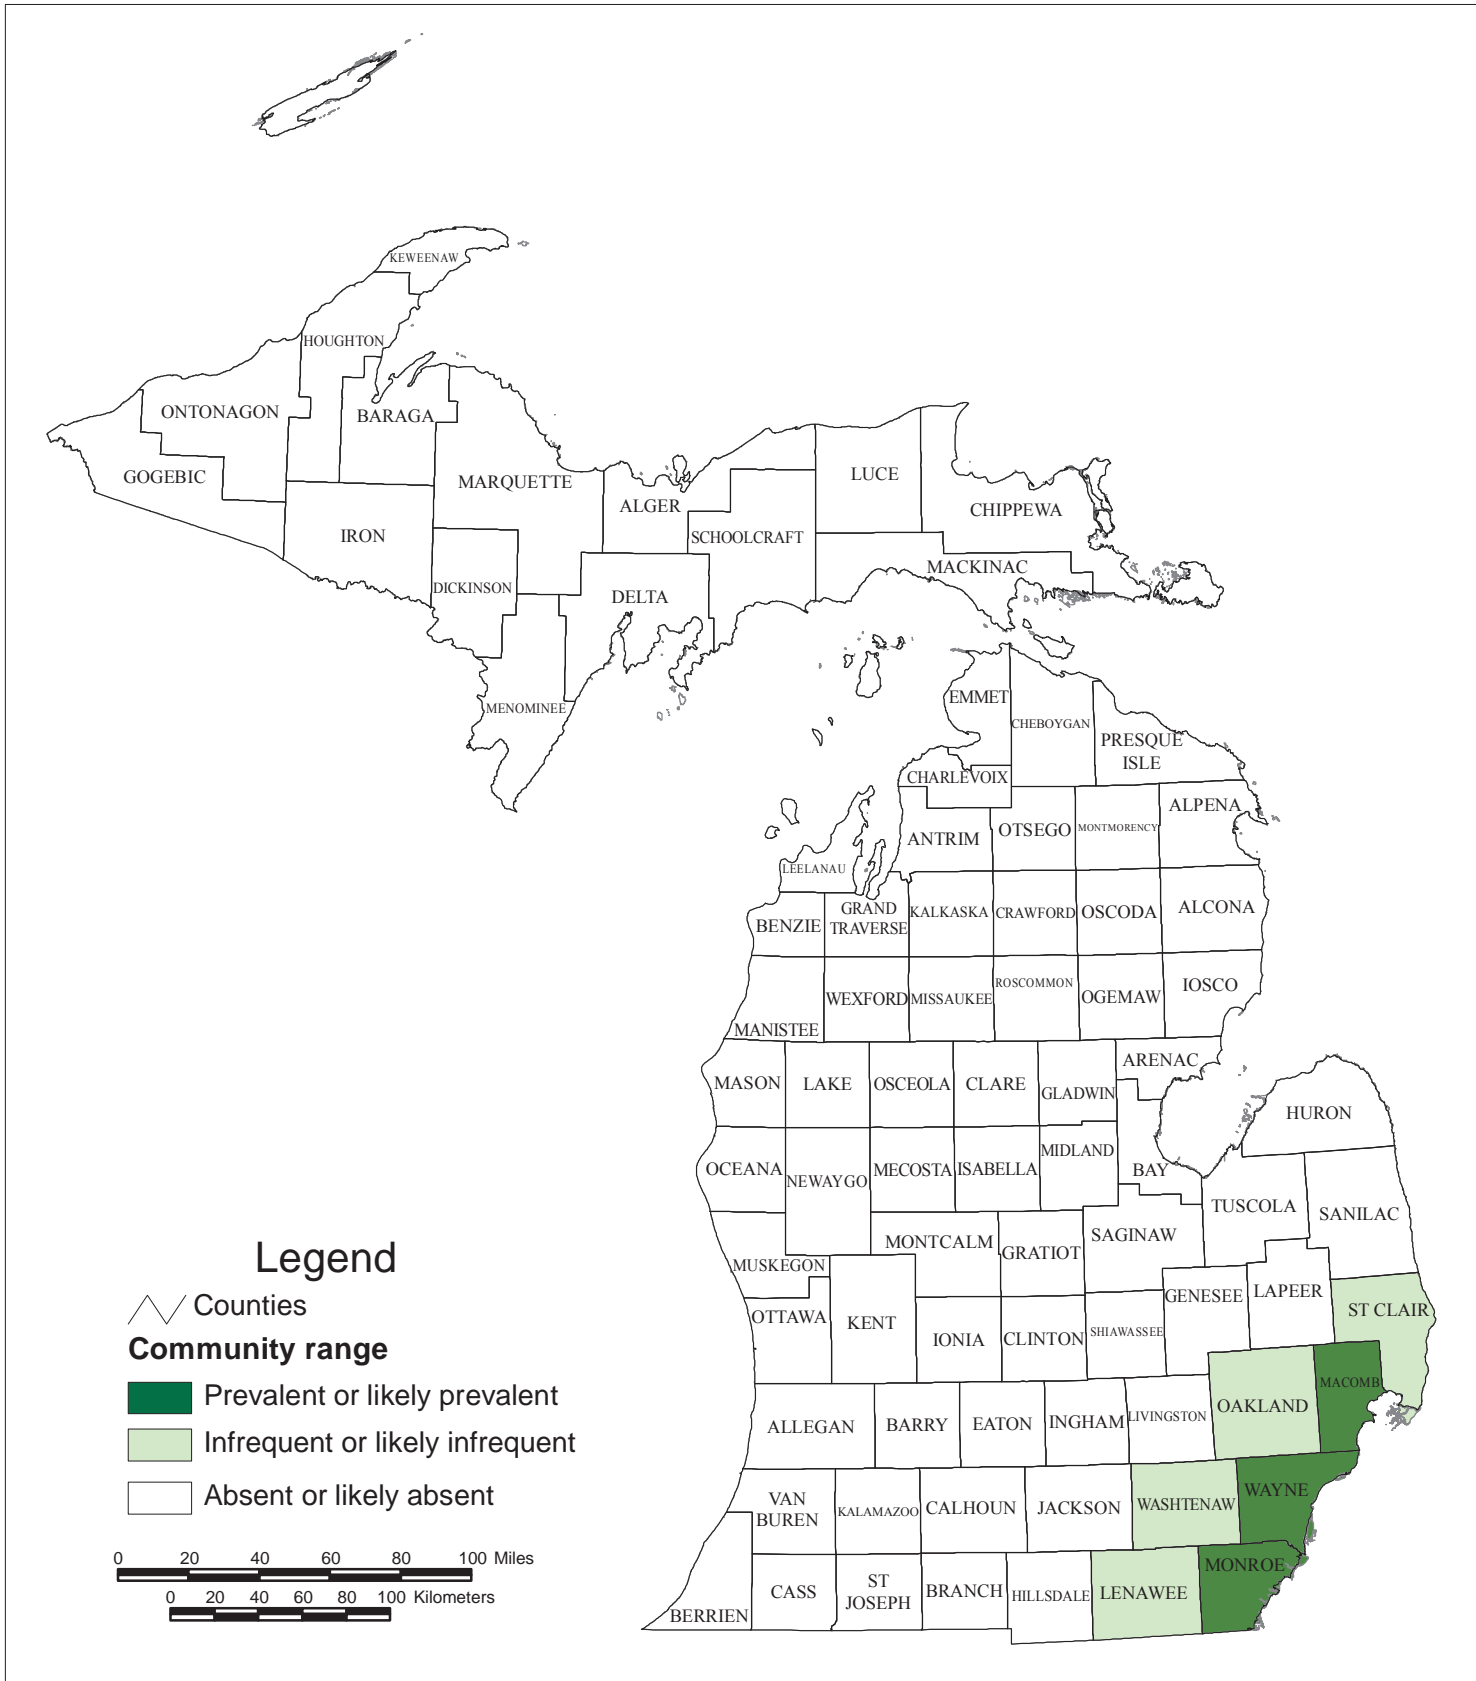 KEWEENAW
HOUGHTON
ONTONAGON
BARAGA
GOGEBIC
MARQUETTE
LUCE
ALGER
CHIPPEWA
IRON
SCHOOLCRAFT
MACKINAC
DICKINSON
DELTA
MENOMINEE
EMMET
CHEBOYGAN
PRESQUE
ISLE
CHARLEVOIX
ALPENA
ANTRIM
OTSEGO
MONTMORENCY
LEELANAU
BENZIE
GRAND
TRAVERSE
KALKASKA
CRAWFORD
OSCODA
ALCONA
MANISTEE
WEXFORD
MISSAUKEE
ROSCOMMON
OGEMAW
IOSCO
ARENAC
MASON
LAKE
OSCEOLA
CLARE
GLADWIN
HURON
OCEANA
NEWAYGO
MECOSTA
ISABELLA
MIDLAND
BAY
TUSCOLA
SANILAC
MUSKEGON
MONTCALM
GRATIOT
SAGINAW
OTTAWA
KENT
IONIA
CLINTON
SHIAWASSEE
GENESEE
LAPEER
ST CLAIR
ALLEGAN
BARRY
EATON
INGHAM
LIVINGSTON
OAKLAND
MACOMB
VAN
BUREN
KALAMAZOO
CALHOUN
JACKSON
WASHTENAW
WAYNE
BERRIEN
CASS
ST
JOSEPH
BRANCH
HILLSDALE
LENAWEE
MONROE
Legend
Counties
Community range
Prevalent or likely prevalent
Infrequent or likely infrequent
Absent or likely absent
0 20 40 60 80 100 Miles
0 20 40 60 80 100 Kilometers